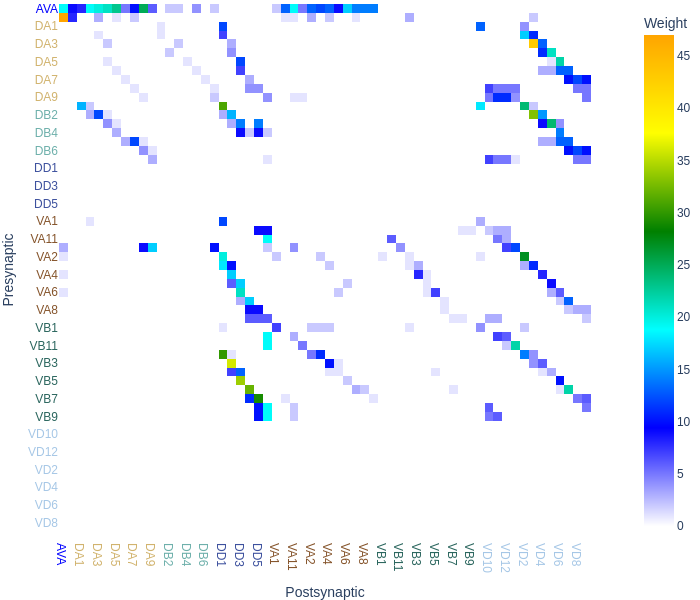 Weight
AVA
DA1
DA3
DA5
DA7
DA9
DB2
DB4
DB6
DD1
DD3
DD5
VA1
VA11
VA2
VA4
VA6
VA8
VB1
VB11
VB3
VB5
VB7
VB9
VD10
VD12
VD2
VD4
VD6
VD8
Presynaptic
45
40
35
30
25
20
15
10
5
0
AVA
DA1
DA3
DA5
DA7
DA9
DB2
DB4
DB6
DD1
DD3
DD5
VA1
VA11
VA2
VA4
VA6
VA8
VB1
VB11
VB3
VB5
VB7
VB9
VD10
VD12
VD2
VD4
VD6
VD8
Postsynaptic